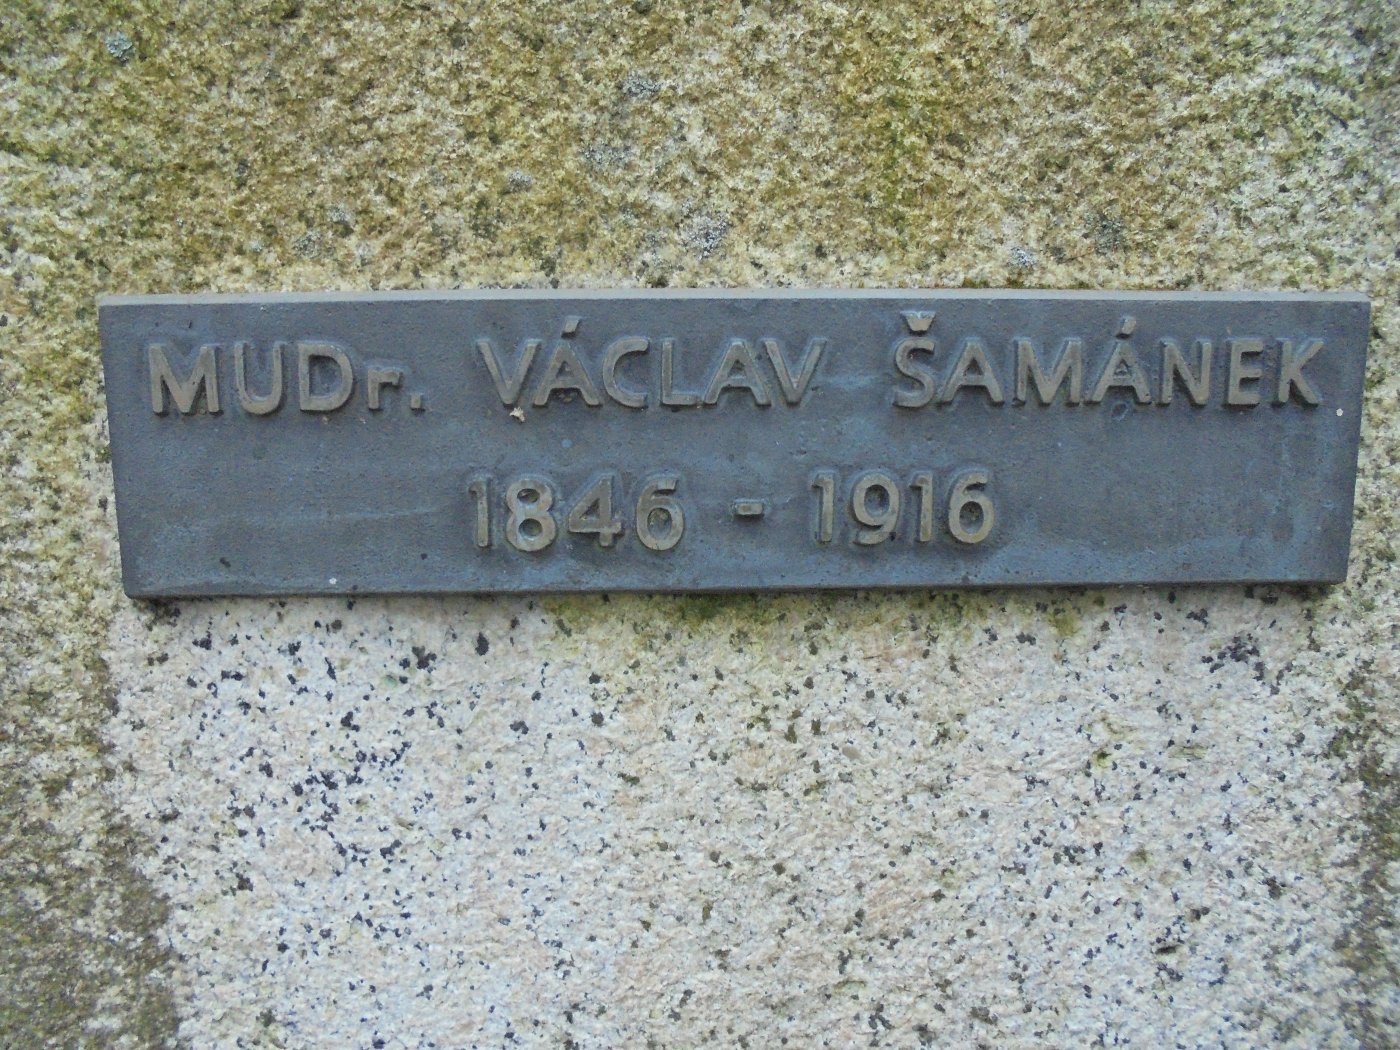 MUDr. VÁCLAV ŠAMÁNEK
1846 - 1916